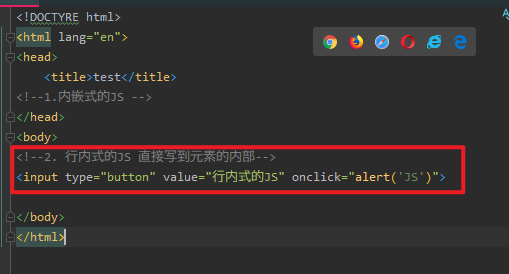 <!DOCTYRE html>
<html lang="en">
<head>
<title>test</title>
<!--1.内嵌式的JS -->
</head>
<body>
<!--2. 行内式的JS 直接写到元素的内部-->
<input type="button" value="行内式的JS" onclick="alert('JS')">
</body>
</html>